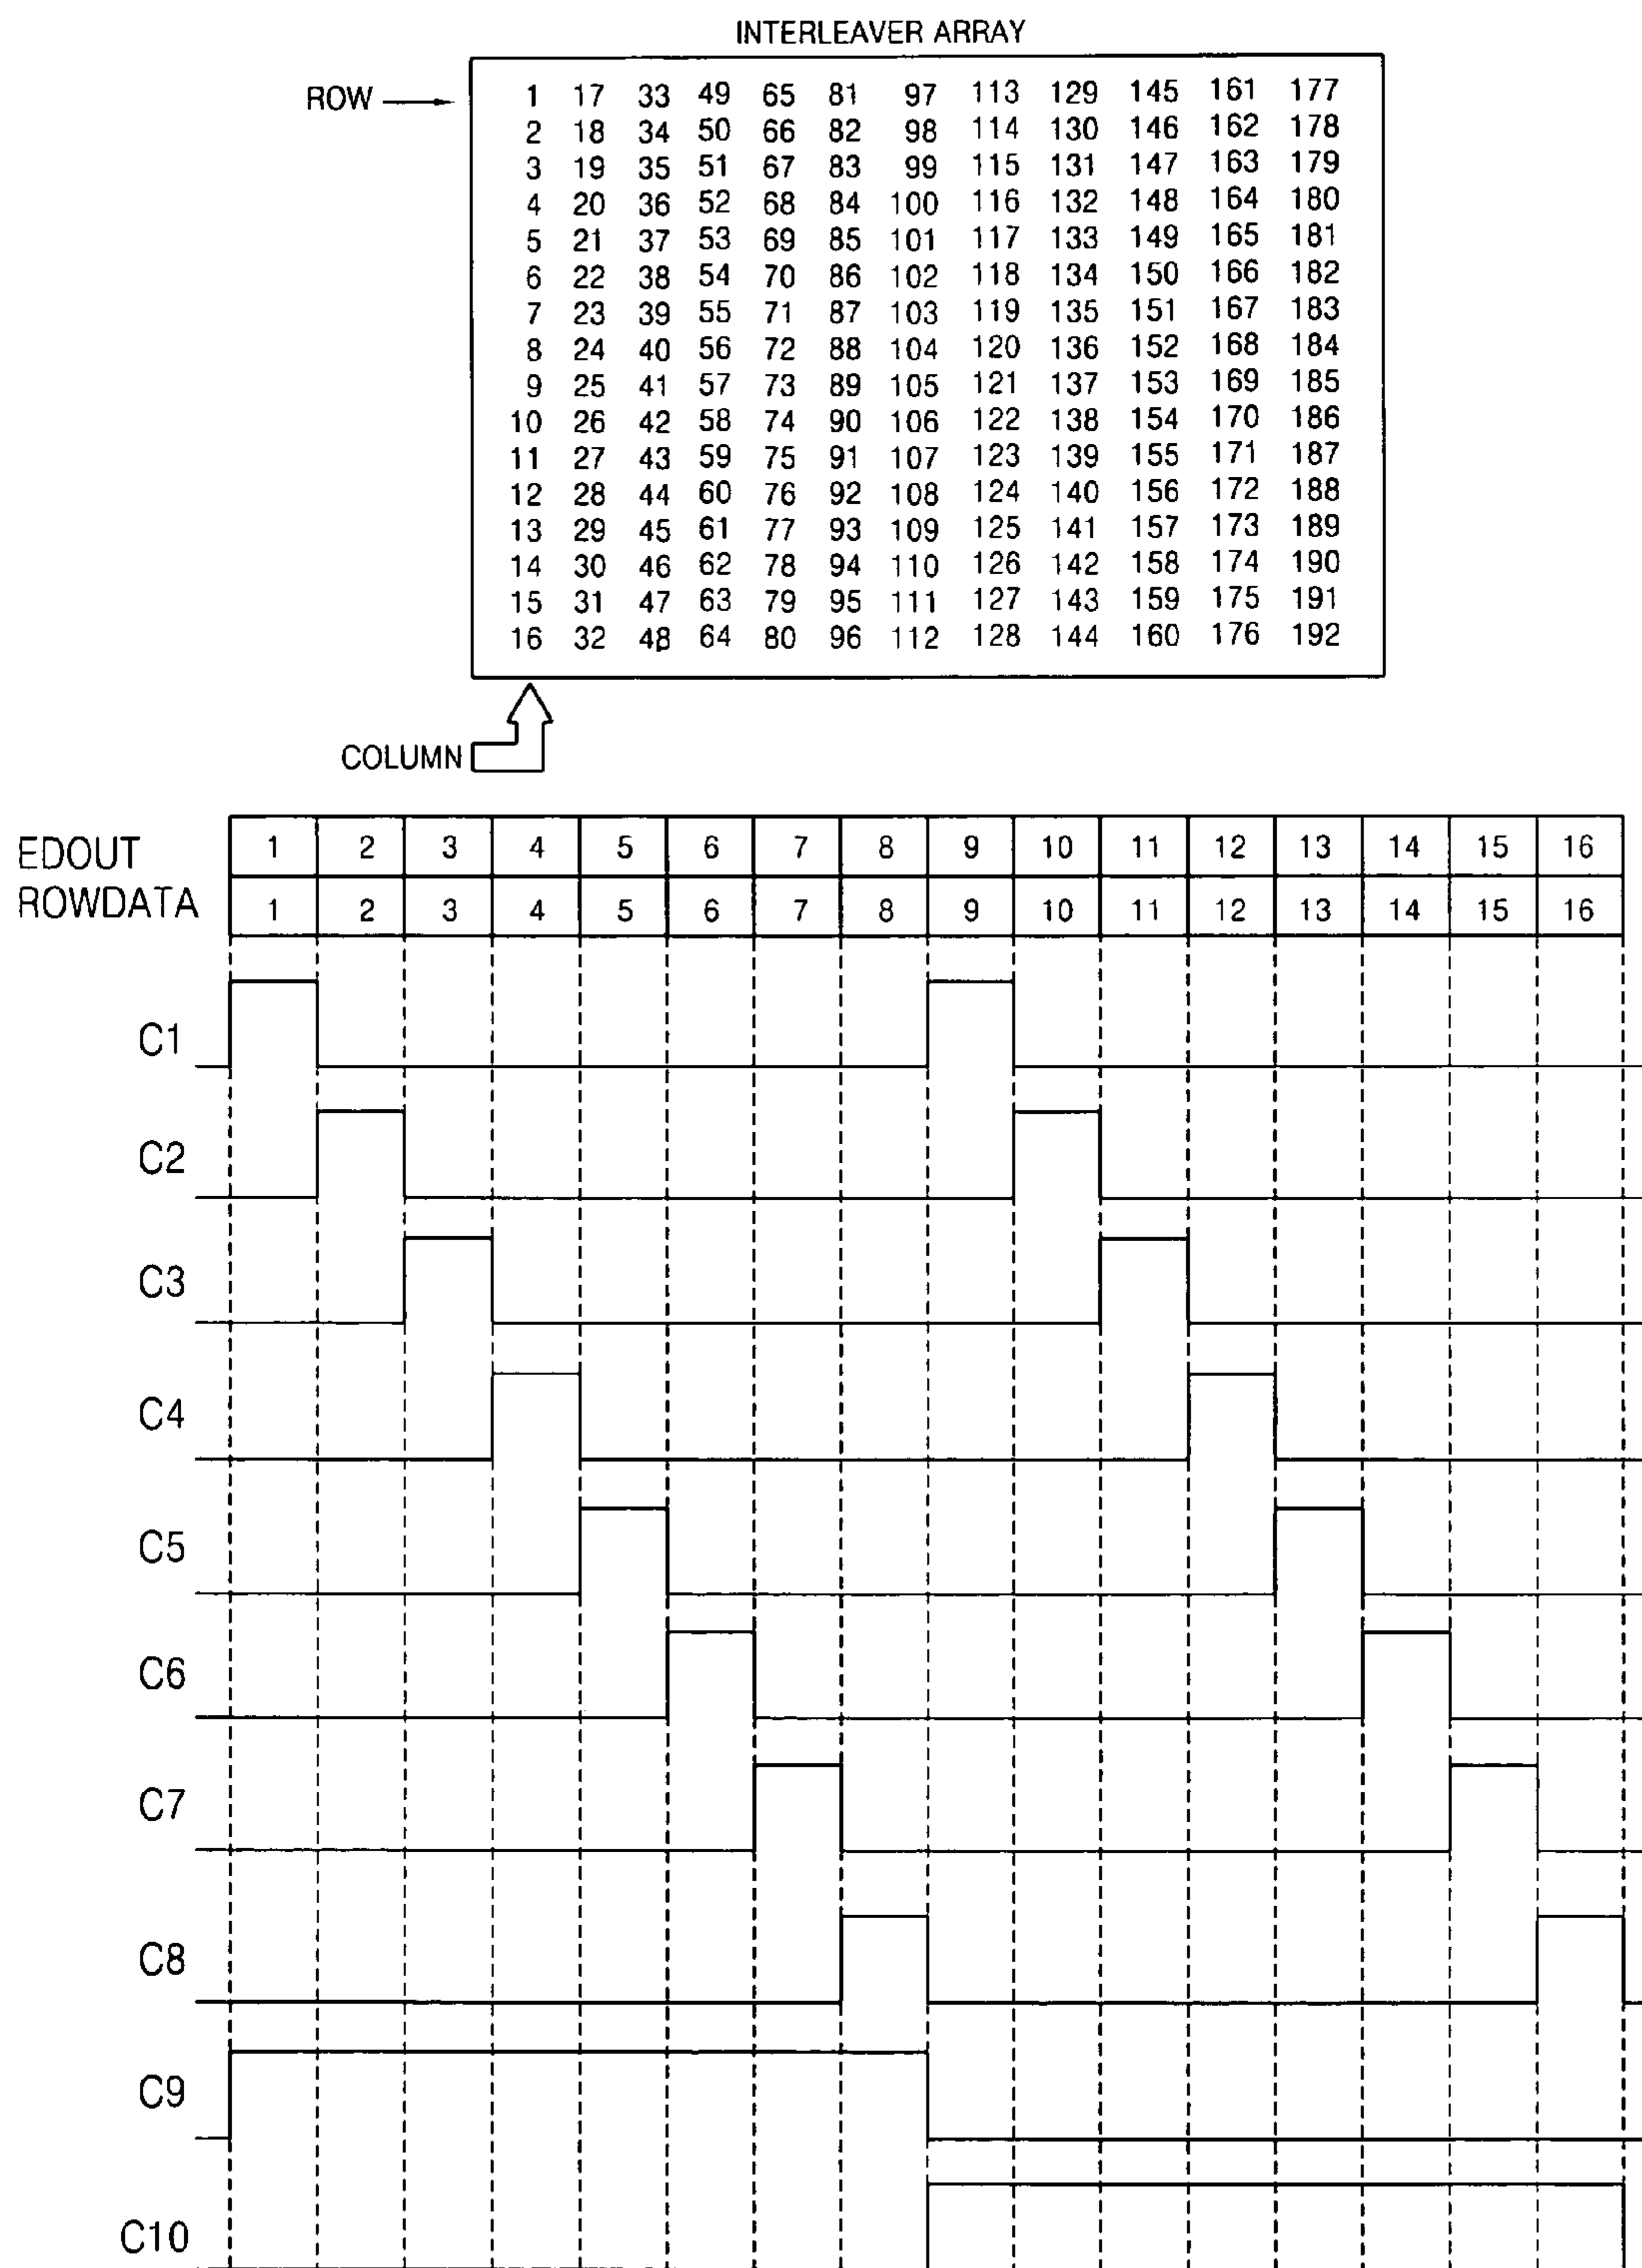 INTERLEAVER ARRAY
ROW 1 17 33 49 65 81 97 113 129 145 161 177
2 18 34 50 66 82 98 114 130 146 162 178
3 19 35 51 67 83 99 115 131 147 163 179
4 20 36 52 68 84 100 116 132 148 164 180
5 21 37 53 69 85 101 117 133 149 165 181
6 22 38 54 70 86 102 118 134 150 166 182
7 23 39 55 71 87 103 119 135 151 167 183
8 24 40 56 72 88 104 120 136 152 168 184
9 25 41 57 73 89 105 121 137 153 169 185
10 26 42 58 74 90 106 122 138 154 170 186
11 27 43 59 75 91 107 123 139 155 171 187
12 28 44 60 76 92 108 124 140 156 172 188
13 29 45 61 77 93 109 125 141 157 173 189
14 30 46 62 78 94 110 126 142 158 174 190
15 31 47 63 79 95 111 127 143 159 175 191
16 32 48 64 80 96 112 128 144 160 176 192
COLUMN
EDOUT 1 2 3 4 5 6 7 8 9 10 11 12 13 14 15 16
ROWDATA 1 2 3 4 5 6 7 8 9 10 11 12 13 14 15 16
C1
C2
C3
C4
C5
C6
C7
C8
C9
C10